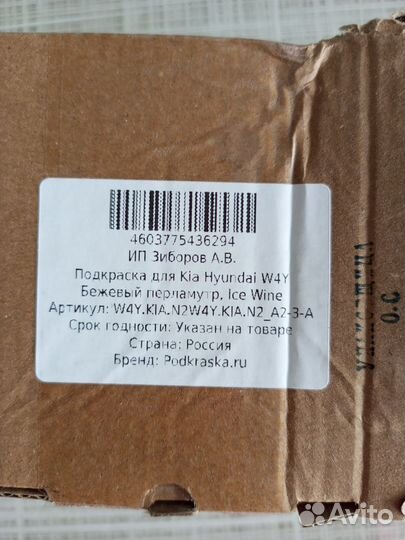 4603775436294
ИП Зиборов А.В.
Подкраска для Kia Hyundai W4Y
Бежевый перламутр, Ice Wine
Артикул: W4Y.KIA.N2W4Y.KIA.N2_A2-3-A
Срок годности: Указан на товаре
Страна: Россия
Бренд: Podkraska.ru
О.С
Avito